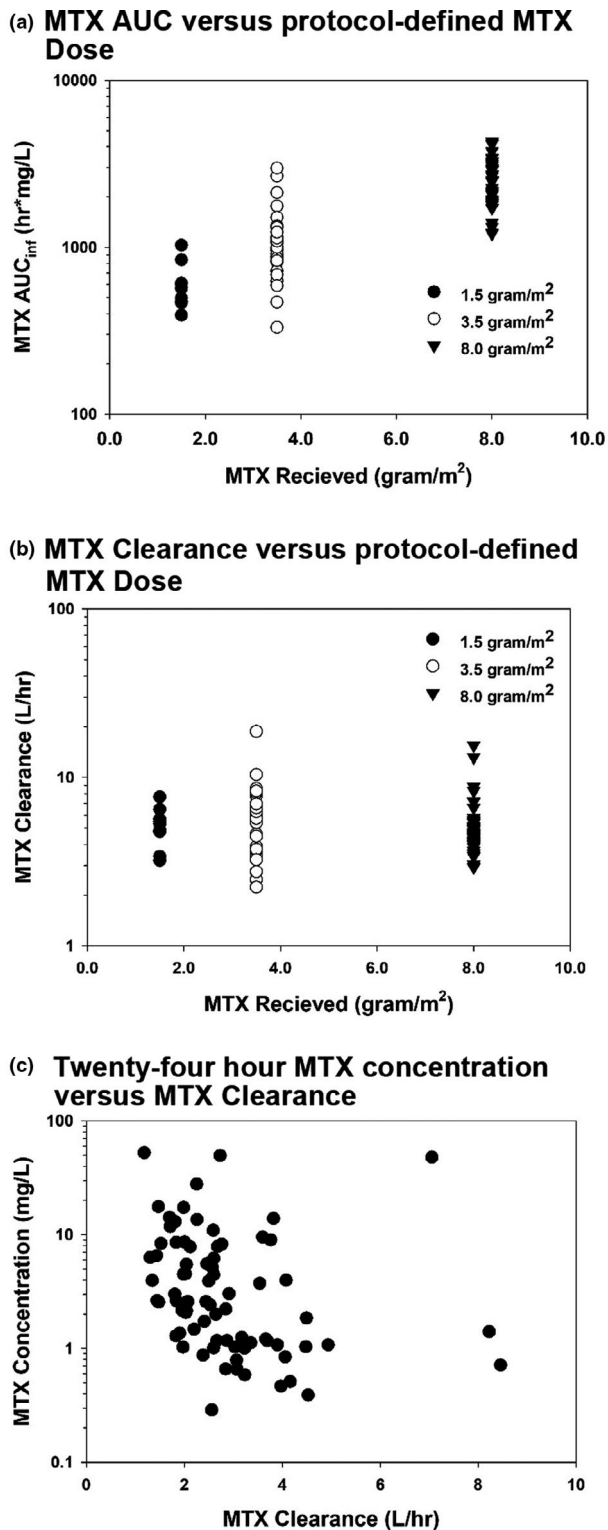 (a) MTX AUC versus protocol-defined MTX
Dose
10000
1000
100
MTX AUCinf (hr*mg/L)
1.5 gram/m2
3.5 gram/m2
8.0 gram/m2
0.0 2.0 4.0 6.0 8.0 10.0
MTX Recieved (gram/m2)
(b) MTX Clearance versus protocol-defined
MTX Dose
100
10
1
MTX Clearance (L/hr)
1.5 gram/m2
3.5 gram/m2
8.0 gram/m2
0.0 2.0 4.0 6.0 8.0 10.0
MTX Recieved (gram/m2)
(c) Twenty-four hour MTX concentration
versus MTX Clearance
100
10
1
0.1
MTX Concentration (mg/L)
0 2 4 6 8 10
MTX Clearance (L/hr)